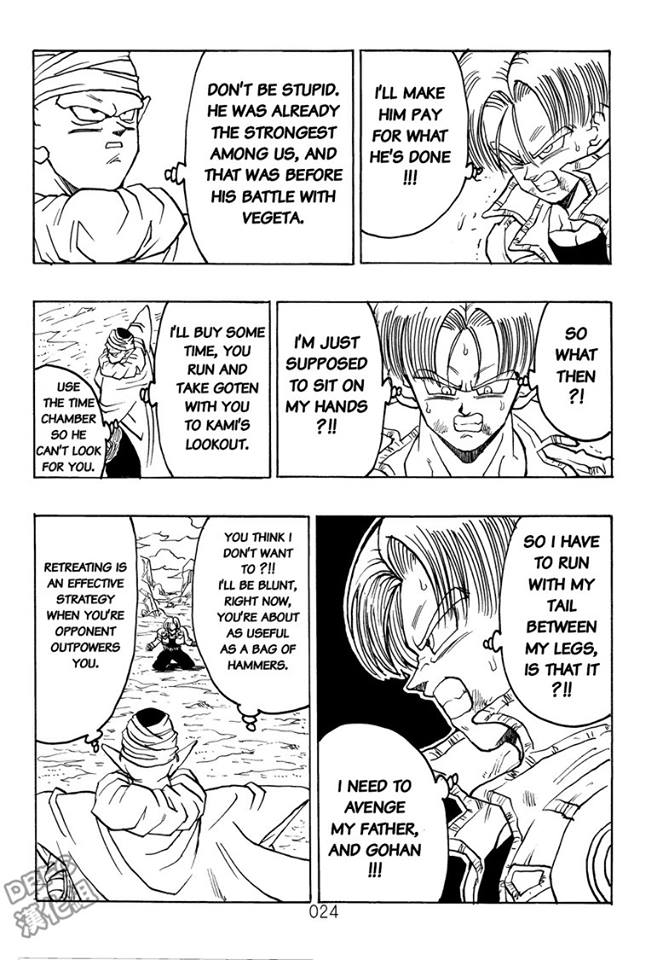 I'LL MAKE
HIM PAY
FOR WHAT
HE'S DONE
!!!
DON'T BE STUPID.
HE WAS ALREADY
THE STRONGEST
AMONG US, AND
THAT WAS BEFORE
HIS BATTLE WITH
VEGETA.
SO
WHAT
THEN
?!
I'M JUST
SUPPOSED
TO SIT ON
MY HANDS
?!!
I'LL BUY SOME
TIME, YOU
RUN AND
TAKE GOTEN
WITH YOU
TO KAMI'S
LOOKOUT.
USE
THE TIME
CHAMBER
SO HE
CAN'T LOOK
FOR YOU.
SO I HAVE
TO RUN
WITH MY
TAIL
BETWEEN
MY LEGS,
IS THAT IT
?!!
I NEED TO
AVENGE
MY FATHER,
AND GOHAN
!!!
YOU THINK I
DON'T WANT
TO ?!!
I'LL BE BLUNT,
RIGHT NOW,
YOU'RE ABOUT
AS USEFUL
AS A BAG OF
HAMMERS.
RETREATING IS
AN EFFECTIVE
STRATEGY
WHEN YOU'RE
OPPONENT
OUTPOWERS
YOU.
漢化組
024